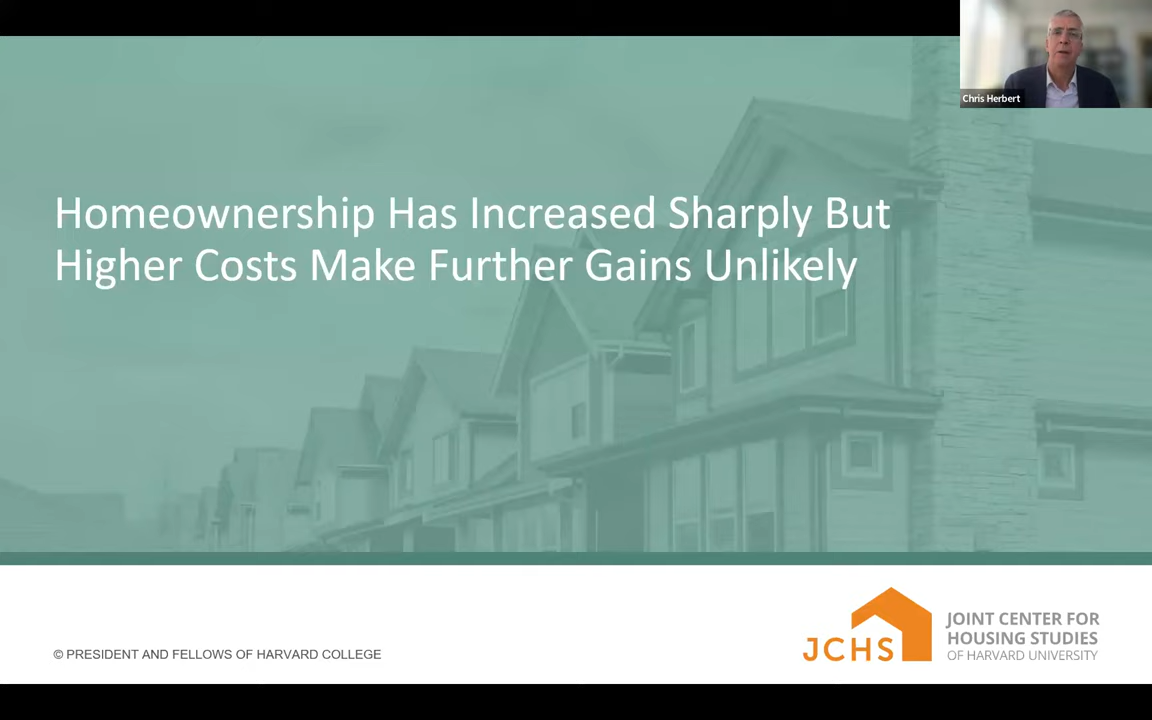 Chris Herbert
Homeownership Has Increased Sharply But
Higher Costs Make Further Gains Unlikely
© PRESIDENT AND FELLOWS OF HARVARD COLLEGE
JCHS
JOINT CENTER FOR
HOUSING STUDIES
OF HARVARD UNIVERSITY